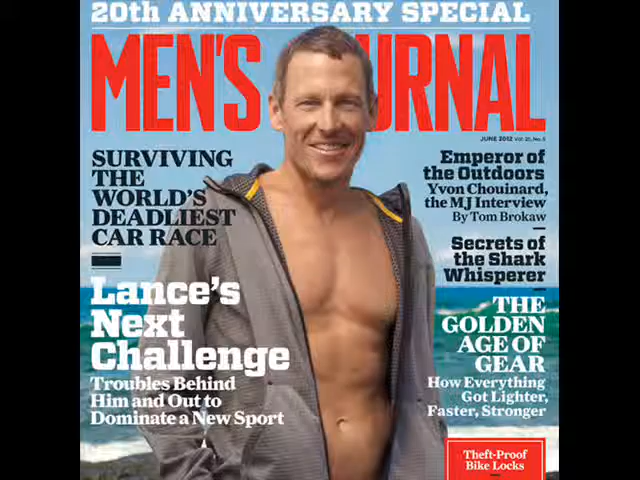 20th ANNIVERSARY SPECIAL
MEN'S URNAL
JUNE 2012
SURVIVING
THE
WORLD'S
DEADLIEST
CAR RACE
Lance's
Next
Challenge
Troubles Behind
Him and Out to
Dominate a New Sport
Emperor of
the Outdoors
Yvon Chouinard,
the MJ Interview
By Tom Brokaw
Secrets of
the Shark
Whisperer
THE
GOLDEN
AGE OF
GEAR
How Everything
Got Lighter,
Faster, Stronger
Theft-Proof
Bike Locks